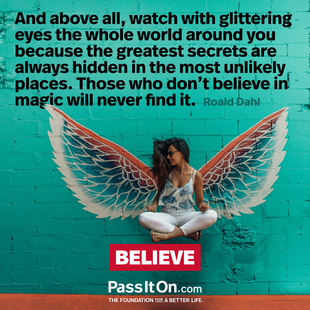 And above all, watch with glittering
eyes the whole world around you
because the greatest secrets are
always hidden in the most unlikely
places. Those who don’t believe in
magic will never find it. Roald Dahl
BELIEVE
PassItOn.com
THE FOUNDATION FOR A BETTER LIFE.